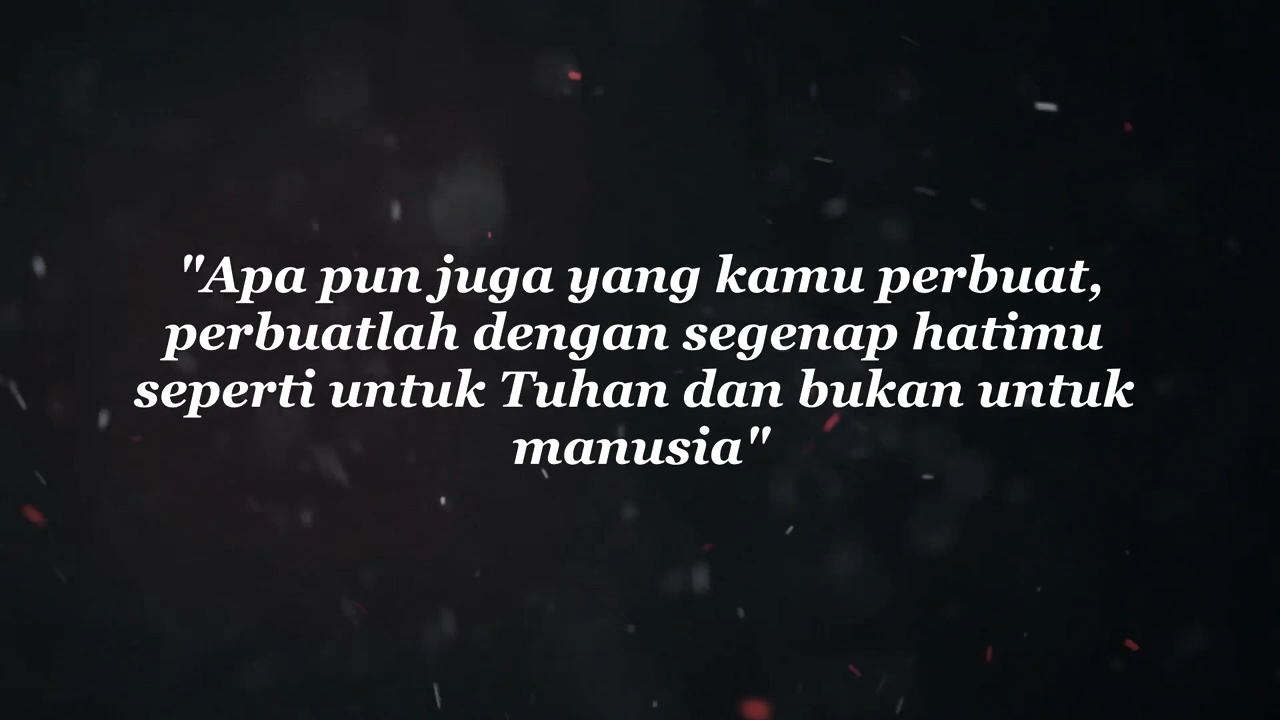 "Apa pun juga yang kamu perbuat,
perbuatlah dengan segenap hatimu
seperti untuk Tuhan dan bukan untuk
manusia"